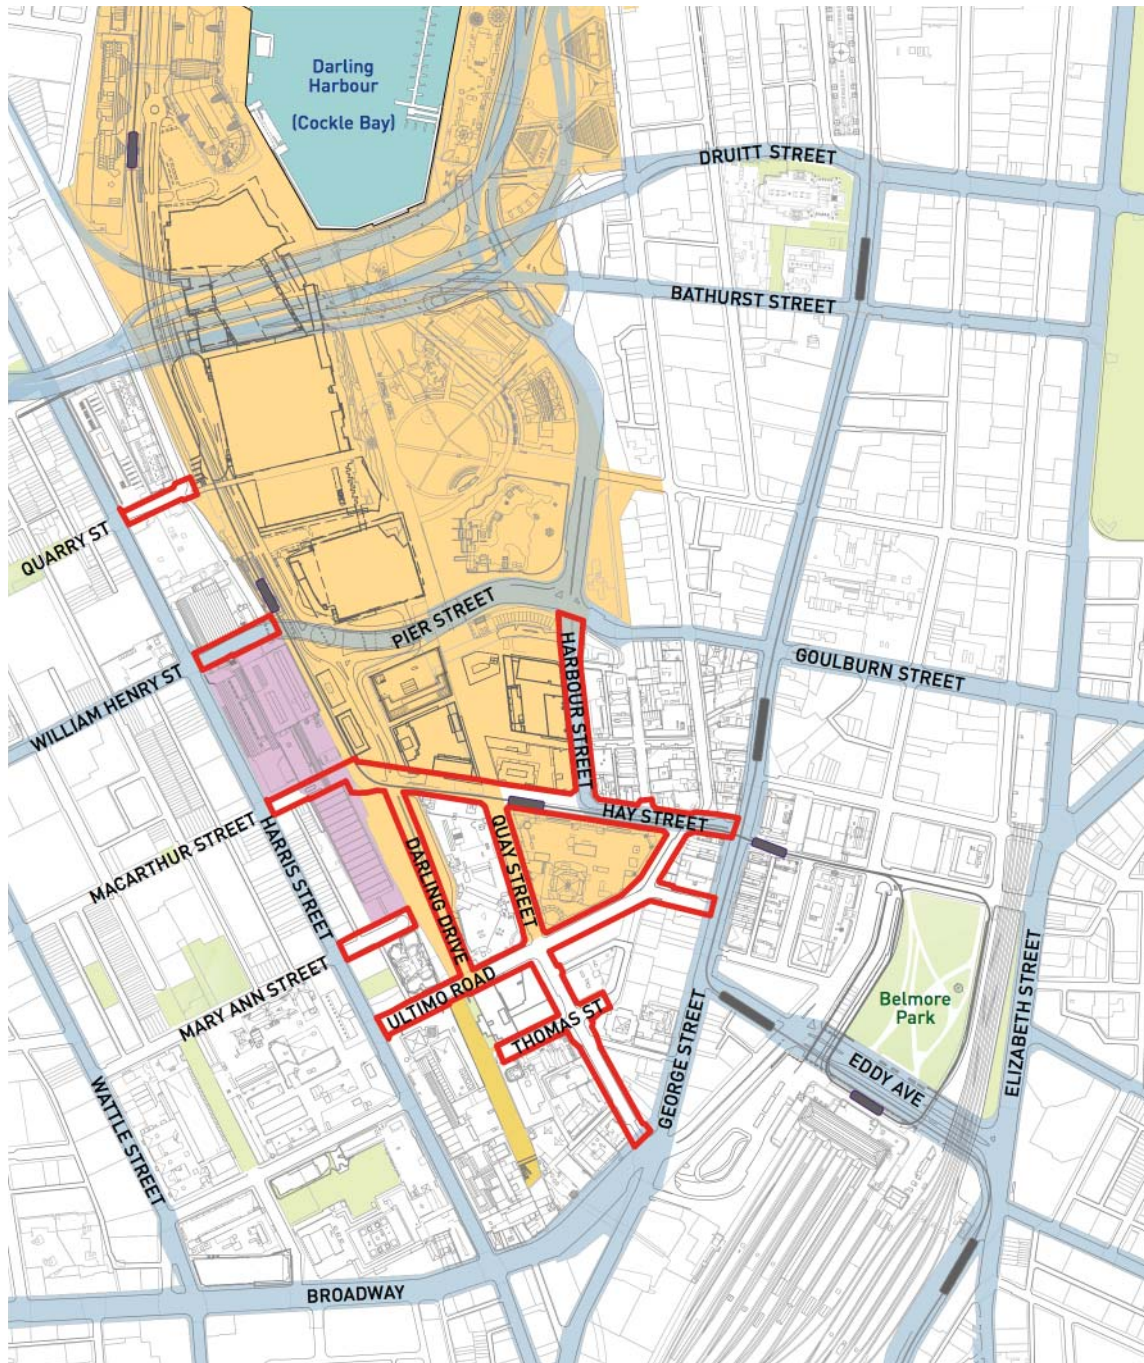 Darling
Harbour
(Cockle Bay)
DRUITT STREET
BATHURST STREET
QUARRY ST
PIER STREET
WILLIAM HENRY ST
HARBOUR STREET
GOULBURN STREET
HAY STREET
MACARTHUR STREET
HARRIS STREET
DARLING DRIVE
QUAY STREET
MARY ANN STREET
ULTIMO ROAD
THOMAS ST
GEORGE STREET
Belmore
Park
ELIZABETH STREET
EDDY AVE
WATTLE STREET
BROADWAY